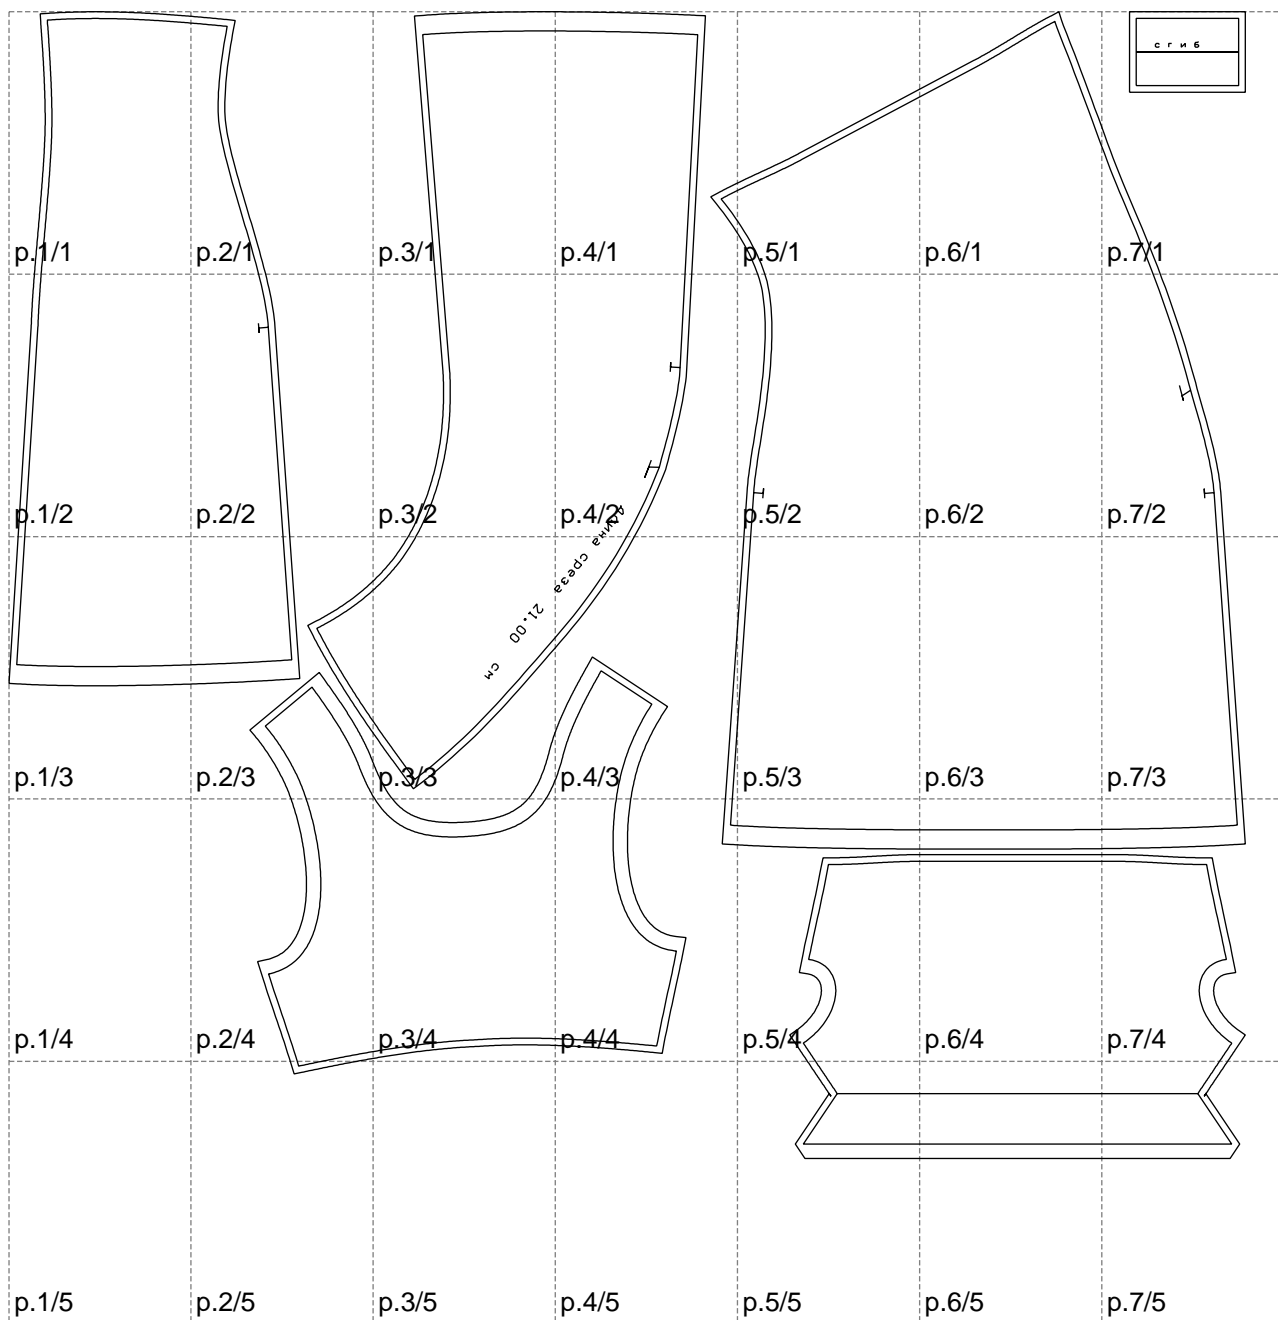 сгиб
p.1/1 p.2/1 p.3/1 p.4/1 p.5/1 p.6/1 p.7/1
p.1/2 p.2/2 p.3/2 p.4/2 p.5/2 p.6/2 p.7/2
длина среза 21.00 см
p.1/3 p.2/3 p.3/3 p.4/3 p.5/3 p.6/3 p.7/3
p.1/4 p.2/4 p.3/4 p.4/4 p.5/4 p.6/4 p.7/4
p.1/5 p.2/5 p.3/5 p.4/5 p.5/5 p.6/5 p.7/5